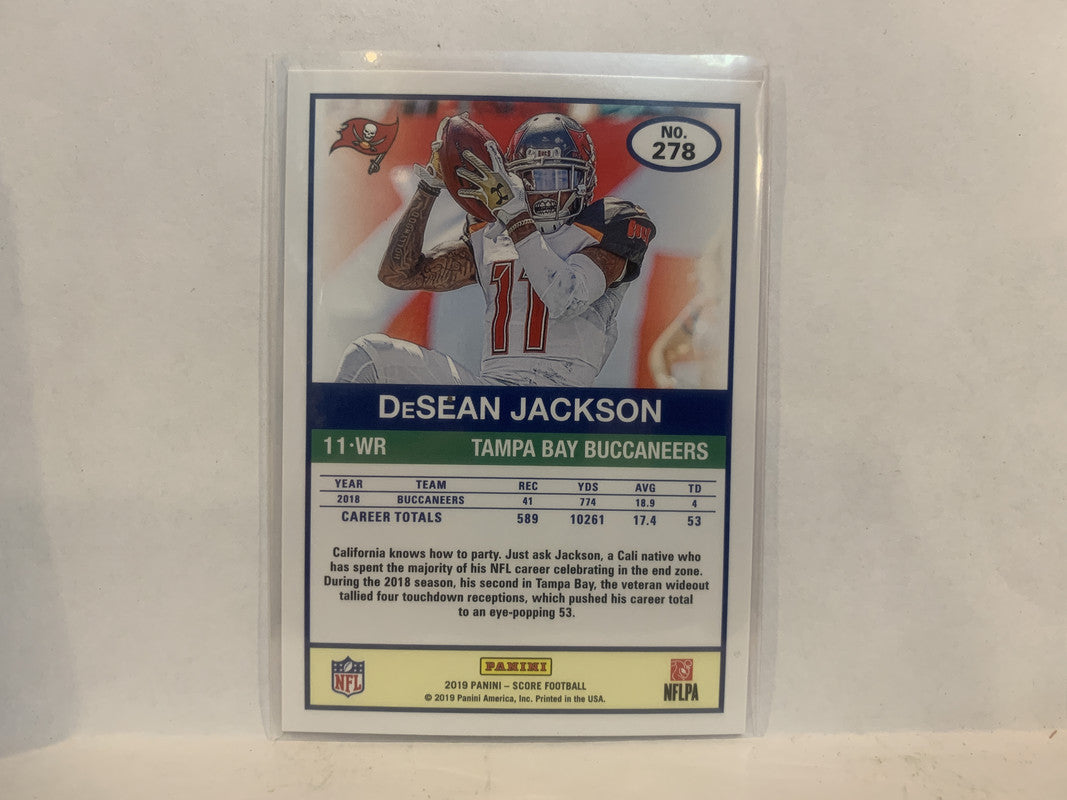 No.
278
11
DeSEAN JACKSON
11·WR TAMPA BAY BUCCANEERS
YEAR TEAM REC YDS AVG TD
2018 BUCCANEERS 41 774 18.9 4
CAREER TOTALS 589 10261 17.4 53
California knows how to party. Just ask Jackson, a Cali native who
has spent the majority of his NFL career celebrating in the end zone.
During the 2018 season, his second in Tampa Bay, the veteran wideout
tallied four touchdown receptions, which pushed his career total
to an eye-popping 53.
NFL
PANINI
2019 PANINI – SCORE FOOTBALL
© 2019 Panini America, Inc. Printed in the USA.
NFLPA